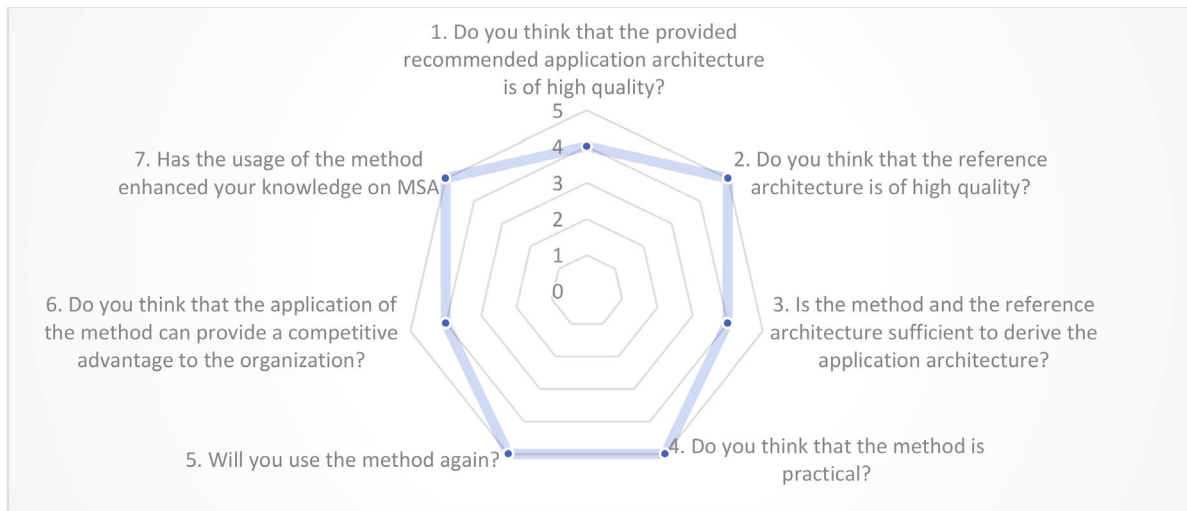 1. Do you think that the provided
recommended application architecture
is of high quality?
5
4
3
2
1
0
2. Do you think that the reference
architecture is of high quality?
3. Is the method and the reference
architecture sufficient to derive the
application architecture?
4. Do you think that the method is
practical?
5. Will you use the method again?
6. Do you think that the application of
the method can provide a competitive
advantage to the organization?
7. Has the usage of the method
enhanced your knowledge on MSA